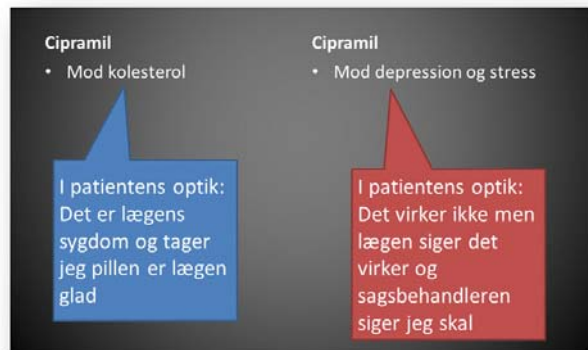 Cipramil
• Mod kolesterol
I patientens optik:
Det er lægens
sygdom og tager
jeg pillen er lægen
glad
Cipramil
• Mod depression og stress
I patientens optik:
Det virker ikke men
lægen siger det
virker og
sagsbehandleren
siger jeg skal